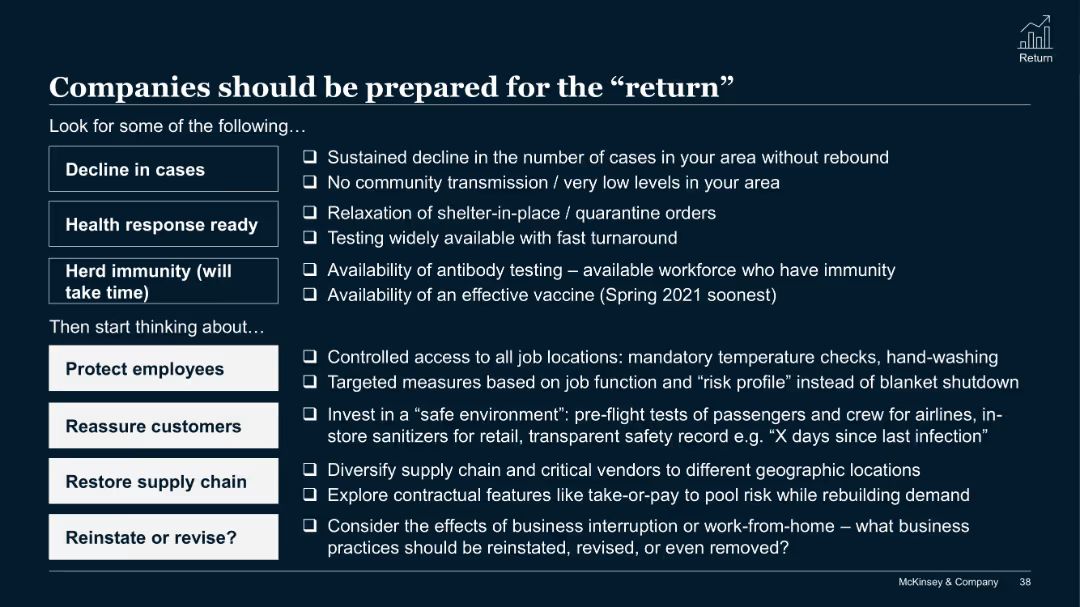 Return
Companies should be prepared for the “return”
Look for some of the following…
Decline in cases
❑ Sustained decline in the number of cases in your area without rebound
❑ No community transmission / very low levels in your area
Health response ready
❑ Relaxation of shelter-in-place / quarantine orders
❑ Testing widely available with fast turnaround
Herd immunity (will
take time)
❑ Availability of antibody testing – available workforce who have immunity
❑ Availability of an effective vaccine (Spring 2021 soonest)
Then start thinking about…
Protect employees
❑ Controlled access to all job locations: mandatory temperature checks, hand-washing
❑ Targeted measures based on job function and “risk profile” instead of blanket shutdown
Reassure customers
❑ Invest in a “safe environment”: pre-flight tests of passengers and crew for airlines, in-
store sanitizers for retail, transparent safety record e.g. “X days since last infection”
Restore supply chain
❑ Diversify supply chain and critical vendors to different geographic locations
❑ Explore contractual features like take-or-pay to pool risk while rebuilding demand
Reinstate or revise?
❑ Consider the effects of business interruption or work-from-home – what business
practices should be reinstated, revised, or even removed?
McKinsey & Company 38